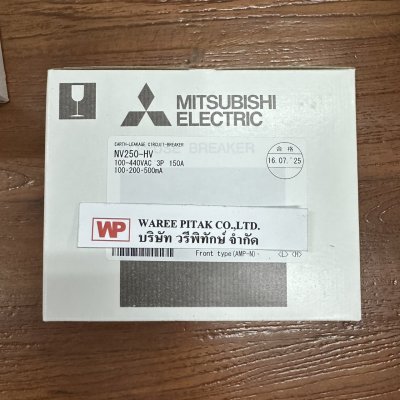 MITSUBISHI
ELECTRIC
EARTH-LEAKAGE CIRCUIT-BREAKER
NV250-HV
100-440VAC 3P 150A
100-200-500mA
BREAKER
合格
16.07.'25
WP
WAREE PITAK CO.,LTD.
บริษัท วรีพิทักษ์ จำกัด
Front type(AMP-N)
<L> <H>